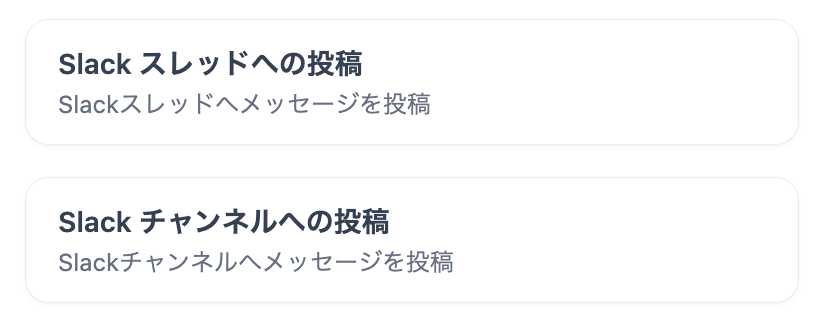 Slack スレッドへの投稿
Slackスレッドへメッセージを投稿
Slack チャンネルへの投稿
Slackチャンネルへメッセージを投稿